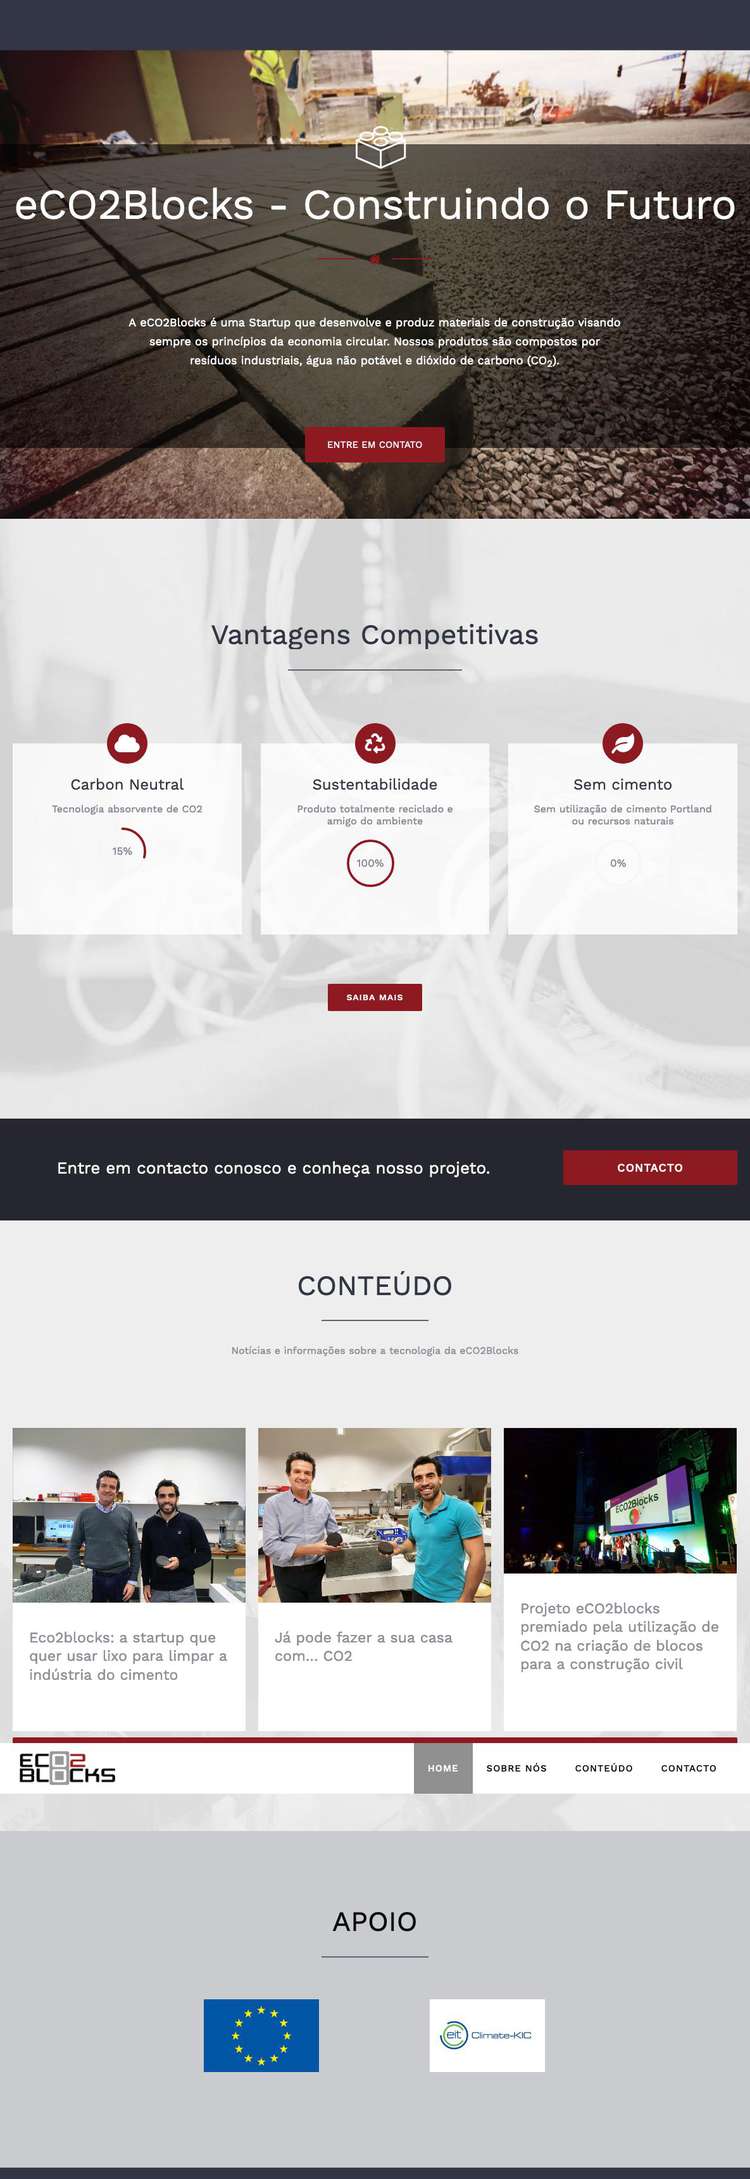 eCO2Blocks - Construindo o Futuro
A eCO2Blocks é uma Startup que desenvolve e produz materiais de construção visando
sempre os princípios da economia circular. Nossos produtos são compostos por
resíduos industriais, água não potável e dióxido de carbono (CO₂).
ENTRE EM CONTATO
Vantagens Competitivas
Carbon Neutral
Tecnologia absorvente de CO2
15%
Sustentabilidade
Produto totalmente reciclado e
amigo do ambiente
100%
Sem cimento
Sem utilização de cimento Portland
ou recursos naturais
0%
SAIBA MAIS
Entre em contacto conosco e conheça nosso projeto.
CONTACTO
CONTEÚDO
Notícias e informações sobre a tecnologia da eCO2Blocks
Eco2blocks: a startup que
quer usar lixo para limpar a
indústria do cimento
Já pode fazer a sua casa
com... CO2
ECO2Blocks
Projeto eCO2blocks
premiado pela utilização de
CO2 na criação de blocos
para a construção civil
ECO2
BLOCKS
HOME
SOBRE NÓS
CONTEÚDO
CONTACTO
APOIO
eit Climate-KIC